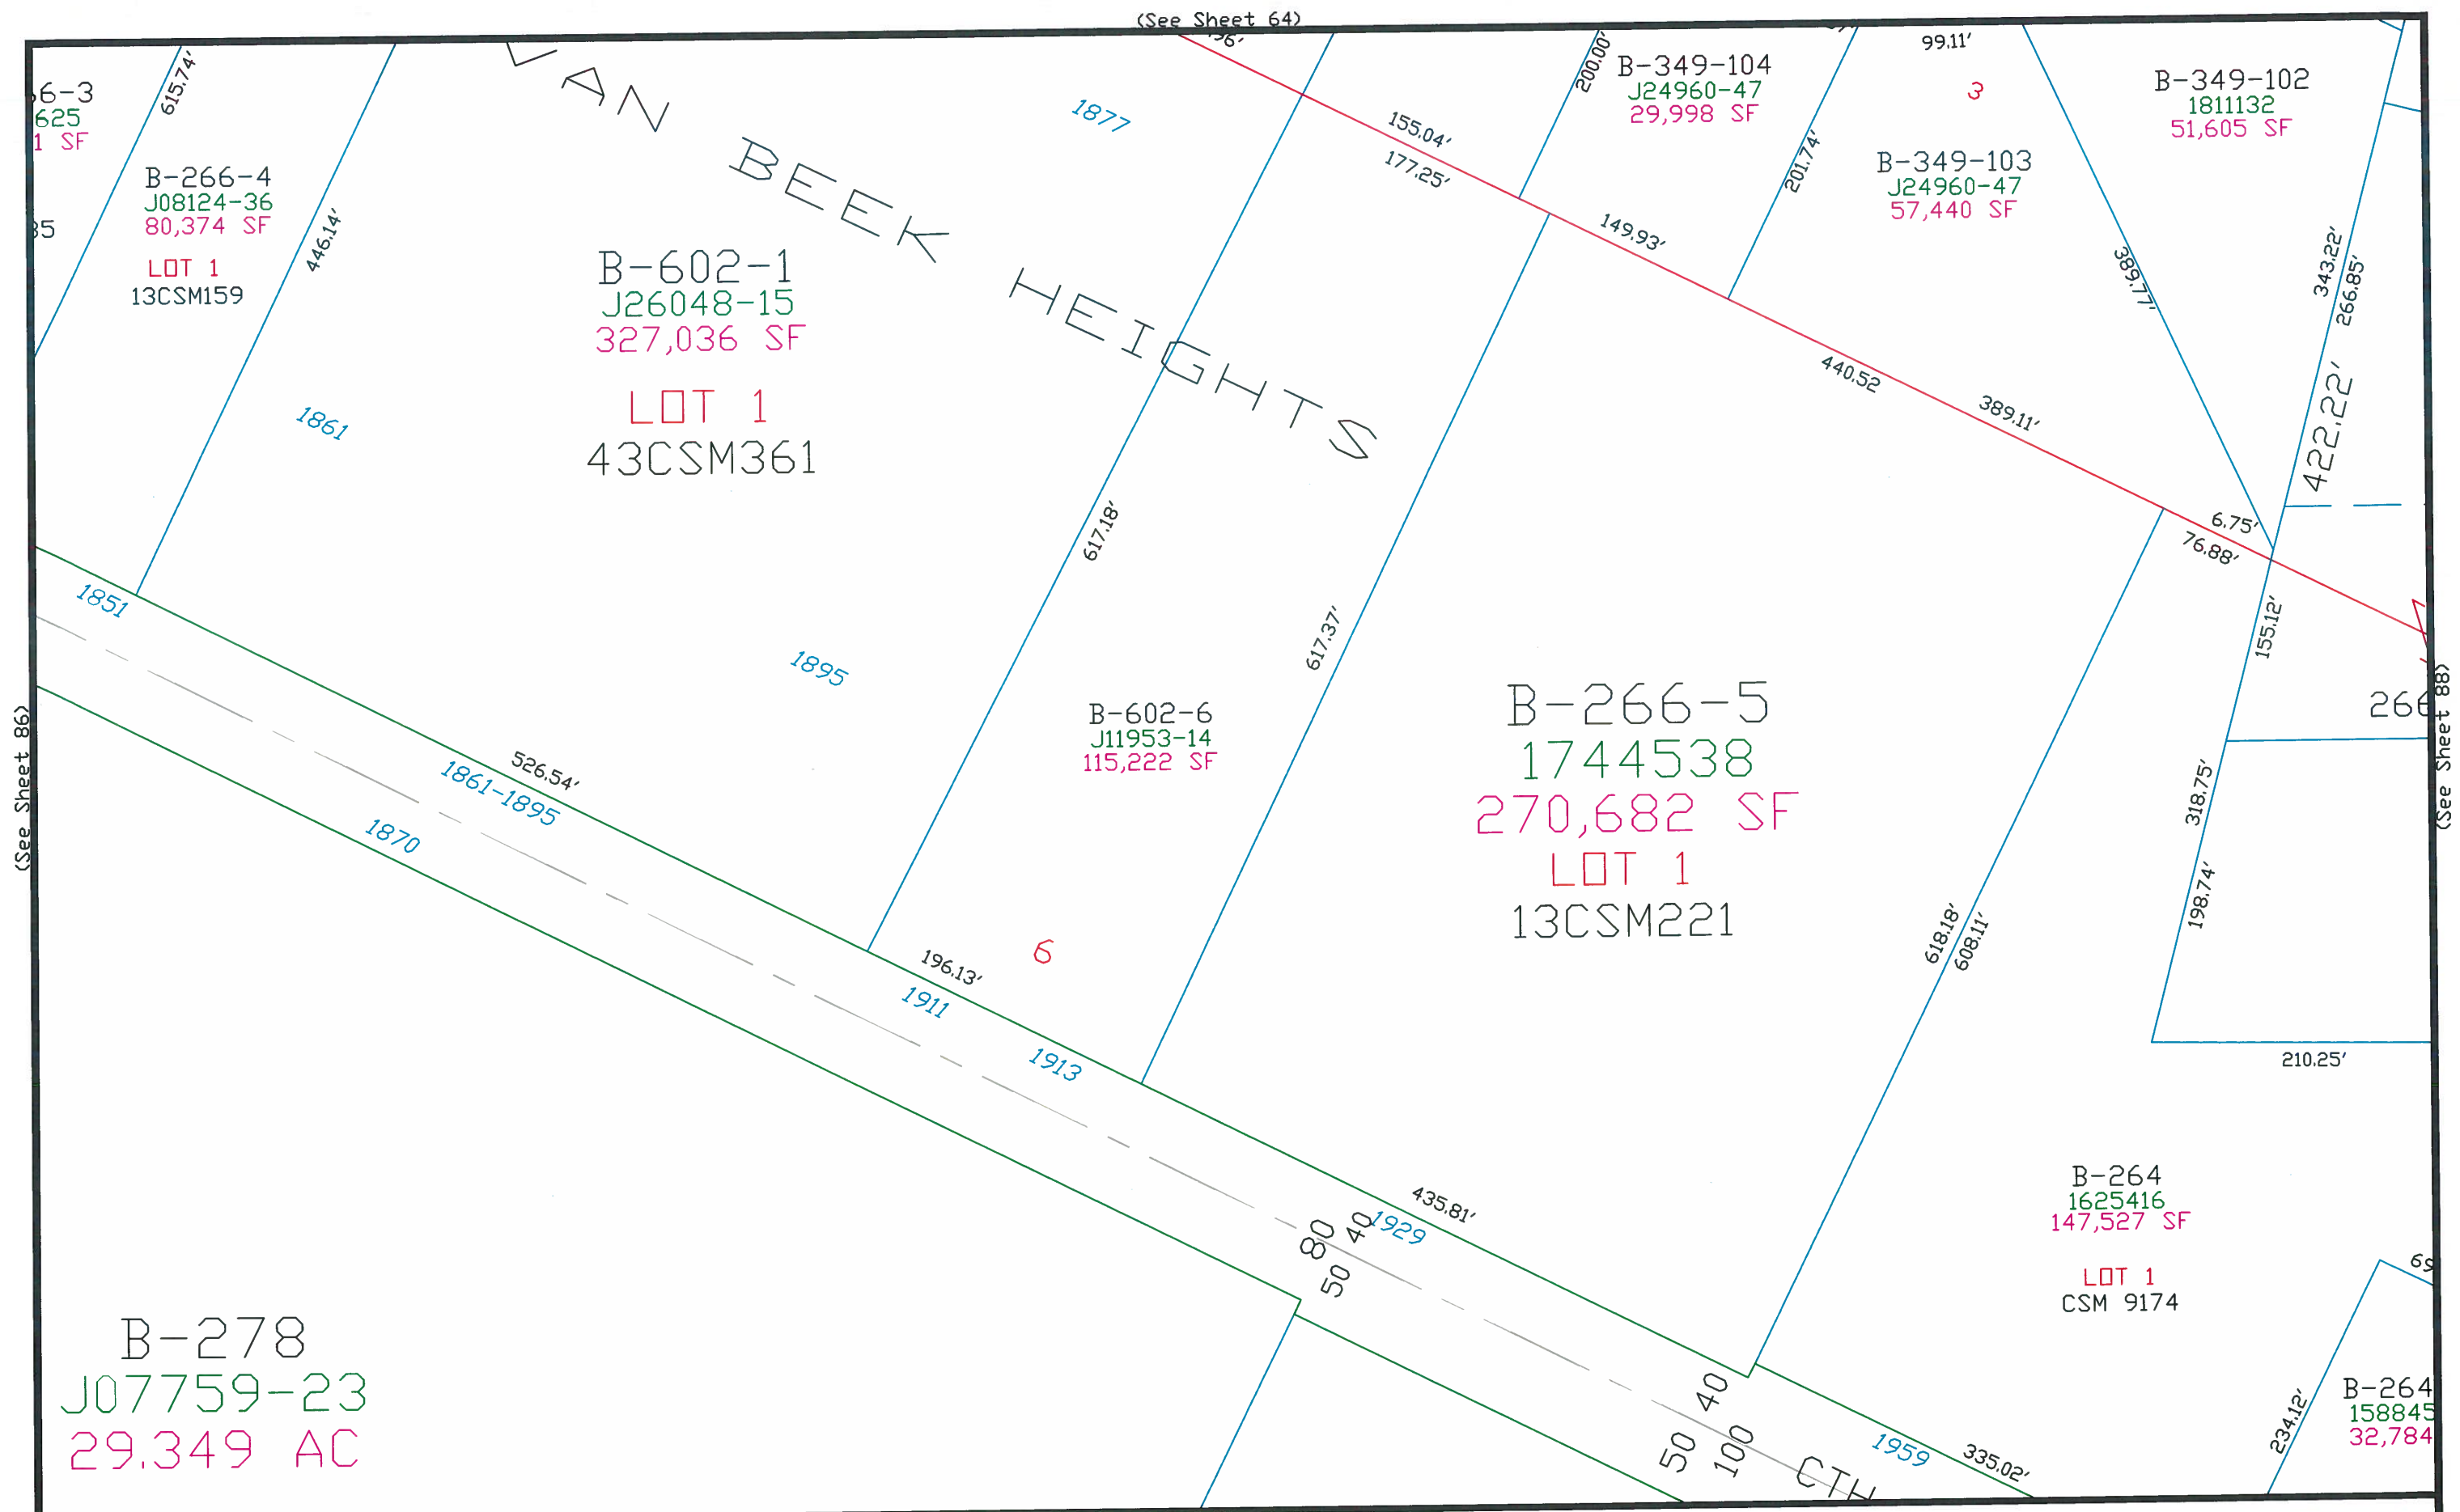 (See Sheet 64)
615.74'
625
1 SF
B-266-4
J08124-36
80,374 SF
LOT 1
13CSM159
446.14'
VAN BEEK HEIGHTS
1877
155.04'
177.25'
200.00'
B-349-104
J24960-47
29,998 SF
201.74'
99.11'
3
B-349-103
J24960-47
57,440 SF
B-349-102
1811132
51,605 SF
149.93'
389.77'
343.22'
266.85'
422.22'
B-602-1
J26048-15
327,036 SF
LOT 1
43CSM361
1861
440.52
389.11'
6.75'
76.88'
617.18'
617.37'
155.12'
1851
1895
(See Sheet 86)
(See Sheet 88)
526.54'
1861-1895
1870
B-602-6
J11953-14
115,222 SF
B-266-5
1744538
270,682 SF
LOT 1
13CSM221
318.75'
198.74'
618.18'
608.11'
6
196.13'
1911
1913
210.25'
435.81'
1929
80
40
50
B-264
1625416
147,527 SF
LOT 1
CSM 9174
B-278
J07759-23
29.349 AC
40
50
100
CTH
1959
335.02'
234.12'
B-264
158845
32,784